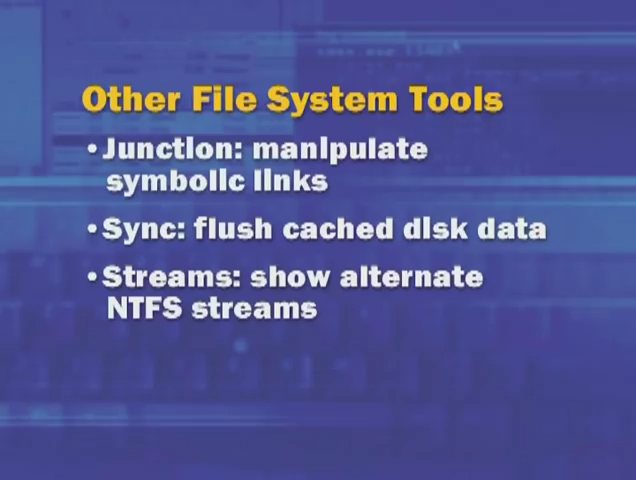 Other File System Tools
•Junction: manipulate
symbolic links
•Sync: flush cached disk data
•Streams: show alternate
NTFS streams